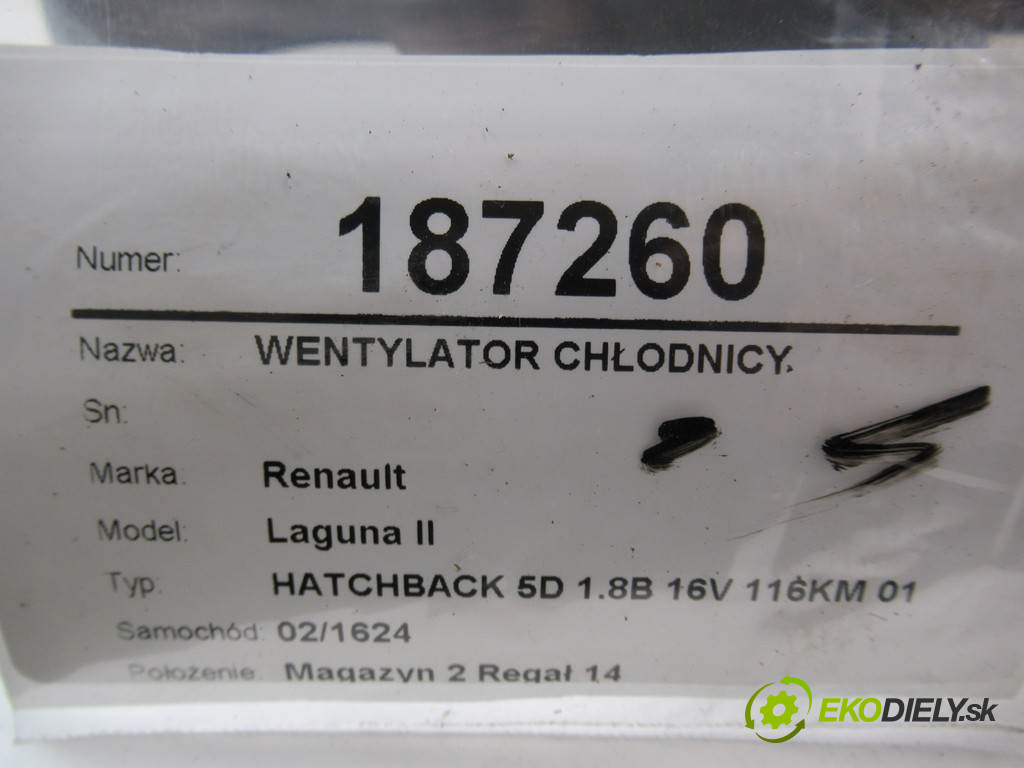 Numer: 187260
Nazwa: WENTYLATOR CHŁODNICY.
Sn:
Marka: Renault
Model: Laguna II
Typ: HATCHBACK 5D 1.8B 16V 116KM 01
Samochód: 02/1624
Położenie: Magazyn 2 Regał 14
EKODIELY.sk